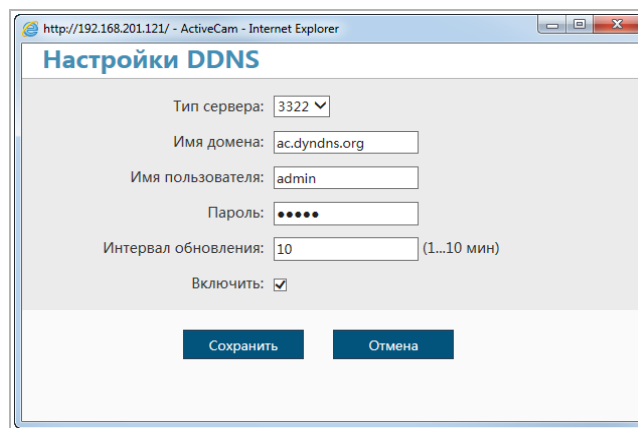 http://192.168.201.121/ - ActiveCam - Internet Explorer
Настройки DDNS
Тип сервера: 3322
Имя домена: ac.dyndns.org
Имя пользователя: admin
Пароль: •••••
Интервал обновления: 10 (1...10 мин)
Включить:
Сохранить Отмена